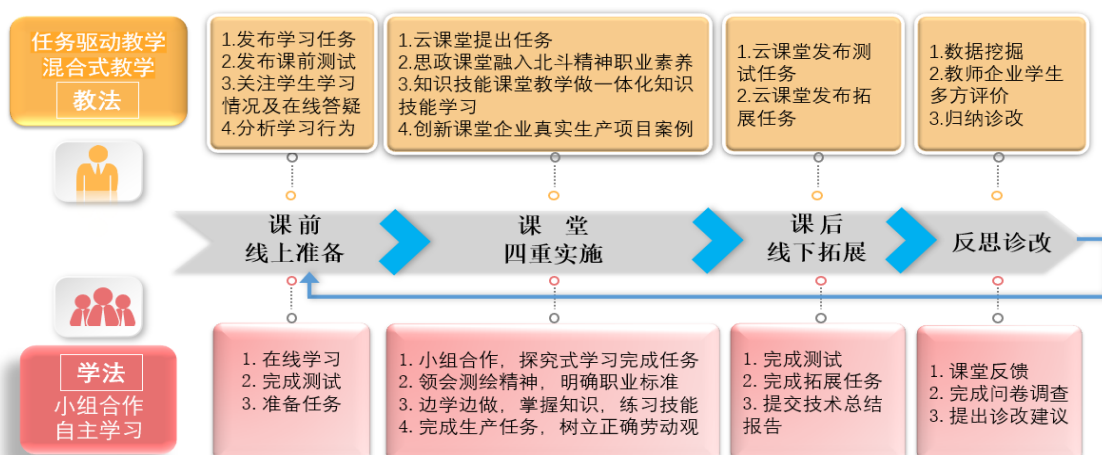 任务驱动教学
混合式教学
教法
1.发布学习任务
2.发布课前测试
3.关注学生学习
情况及在线答疑
4.分析学习行为
1.云课堂提出任务
2.思政课堂融入北斗精神职业素养
3.知识技能课堂教学做一体化知识
技能学习
4.创新课堂企业真实生产项目案例
1.云课堂发布测
试任务
2.云课堂发布拓
展任务
1.数据挖掘
2.教师企业学生
多方评价
3.归纳诊改
课前
线上准备
课 堂
四重实施
课后
线下拓展
反思诊改
学法
小组合作
自主学习
1. 在线学习
2. 完成测试
3. 准备任务
1. 小组合作，探究式学习完成任务
2. 领会测绘精神，明确职业标准
3. 边学边做，掌握知识，练习技能
4. 完成生产任务，树立正确劳动观
1. 完成测试
2. 完成拓展任务
3. 提交技术总结
报告
1. 课堂反馈
2. 完成问卷调查
3. 提出诊改建议